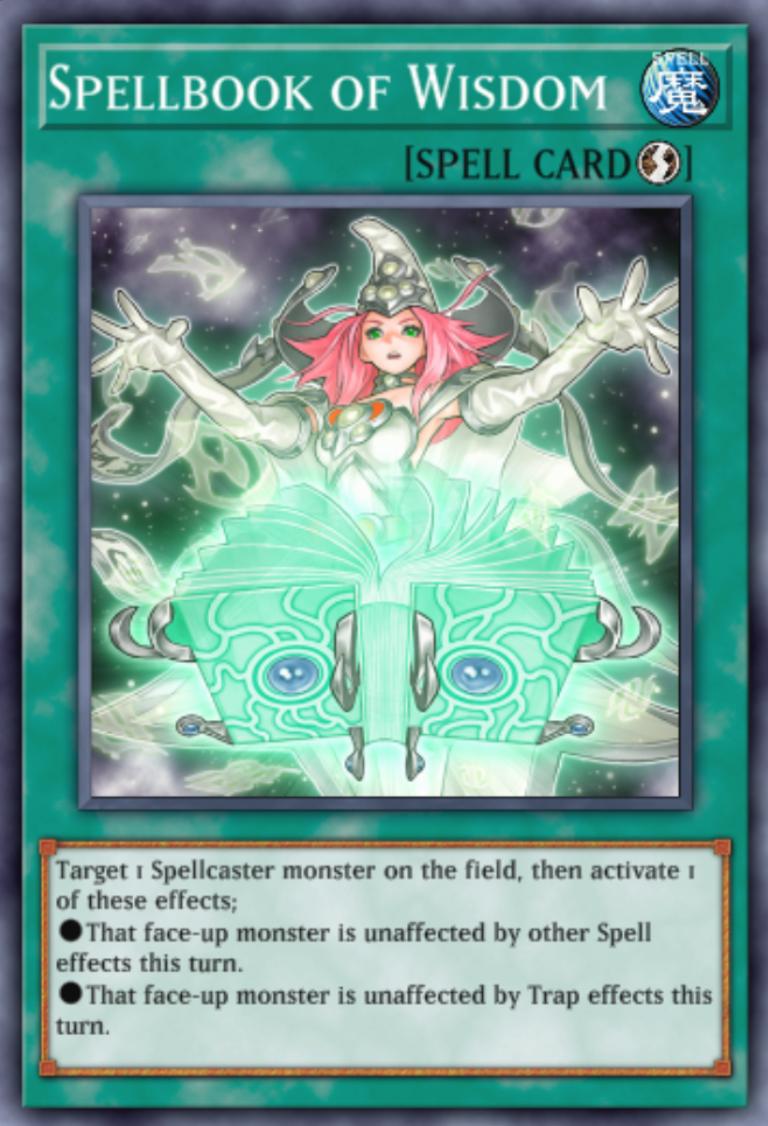 SPELLBOOK OF WISDOM
SPELL
魔
[SPELL CARD]
Target 1 Spellcaster monster on the field, then activate 1
of these effects;
●That face-up monster is unaffected by other Spell
effects this turn.
●That face-up monster is unaffected by Trap effects this
turn.